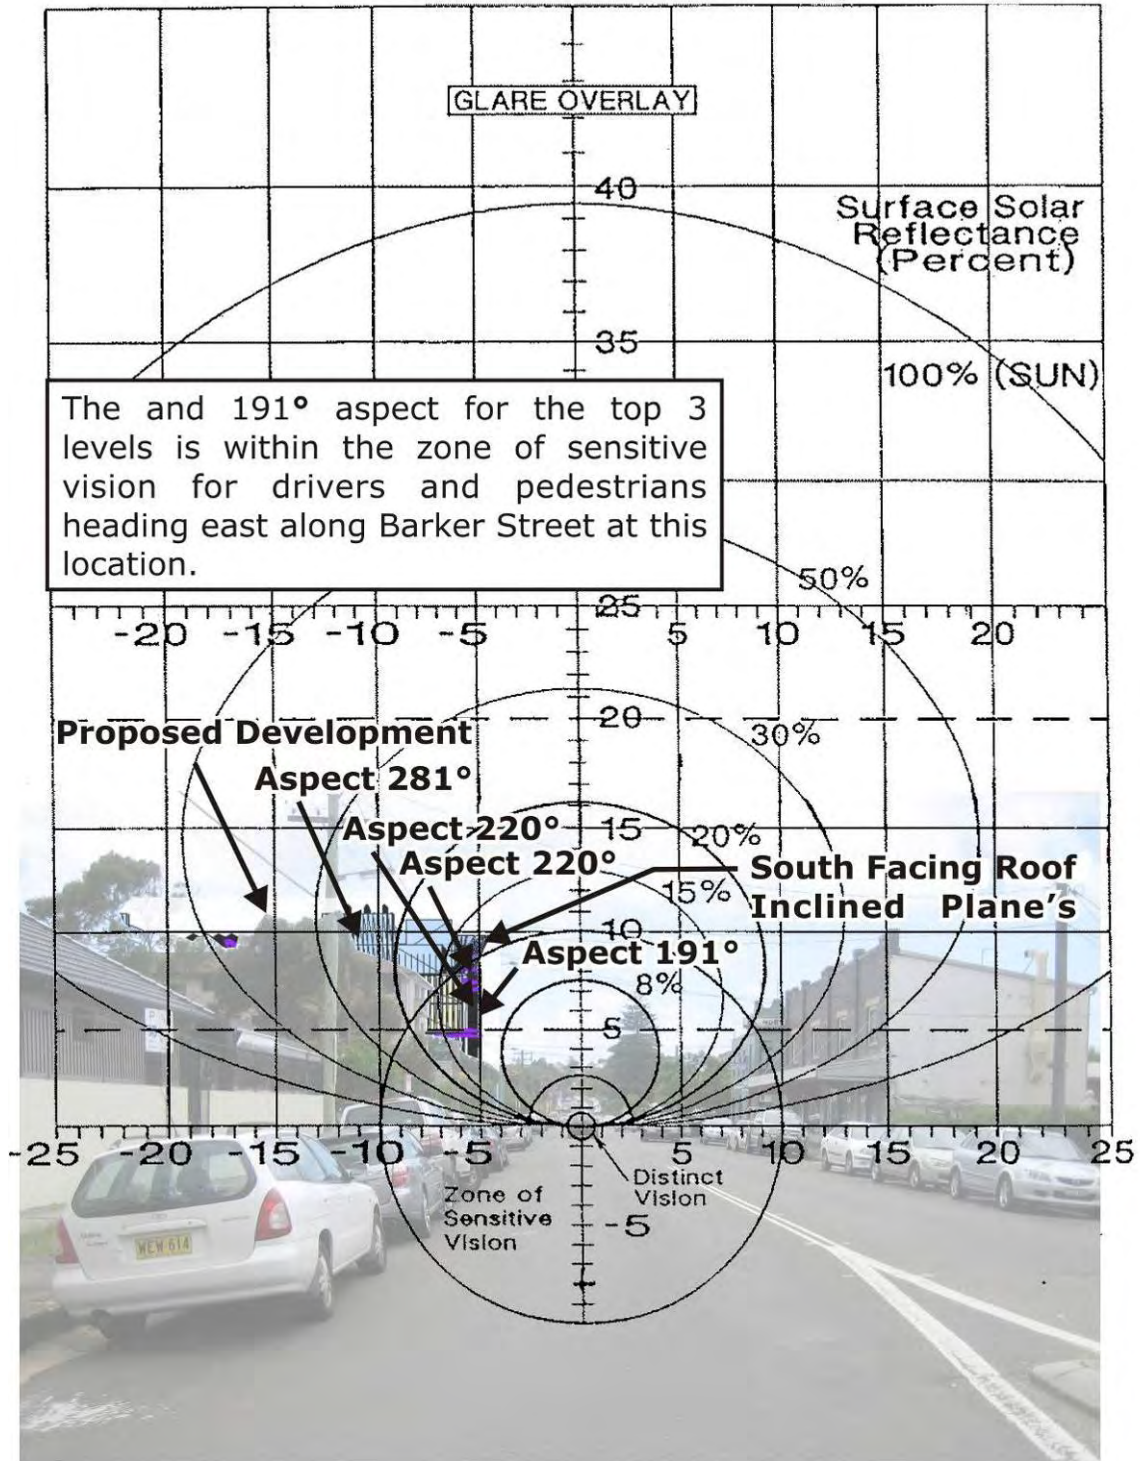 GLARE OVERLAY
40
Surface Solar
Reflectance
(Percent)
35
100% (SUN)
The and 191° aspect for the top 3
levels is within the zone of sensitive
vision for drivers and pedestrians
heading east along Barker Street at this
location.
50%
25
-20 -15 -10 -5 5 10 15 20
20
30%
Proposed Development
Aspect 281°
Aspect 220°
15
20%
Aspect 220°
South Facing Roof
15%
Inclined Plane's
10
Aspect 191°
8%
5
-25 -20 -15 -10 -5 5 10 15 20 25
Distinct
Vision
Zone of
Sensitive
Vision
-5
WEW 614